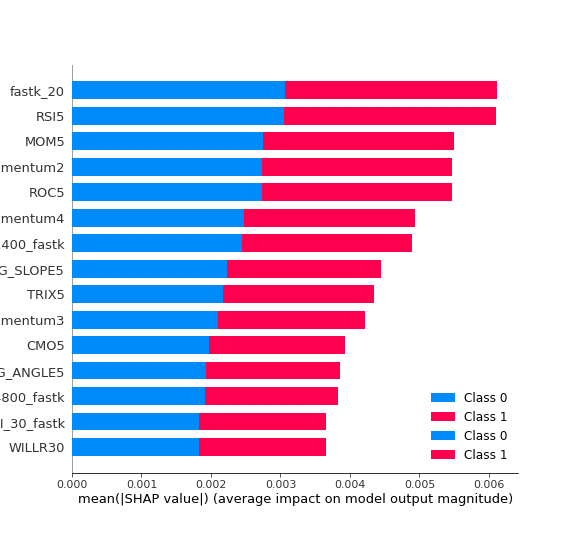 fastk_20
RSI5
MOM5
mentum2
ROC5
mentum4
400_fastk
G_SLOPE5
TRIX5
mentum3
CMO5
G_ANGLE5
800_fastk
I_30_fastk
WILLR30
Class 0
Class 1
Class 0
Class 1
0.000 0.001 0.002 0.003 0.004 0.005 0.006
mean(|SHAP value|) (average impact on model output magnitude)